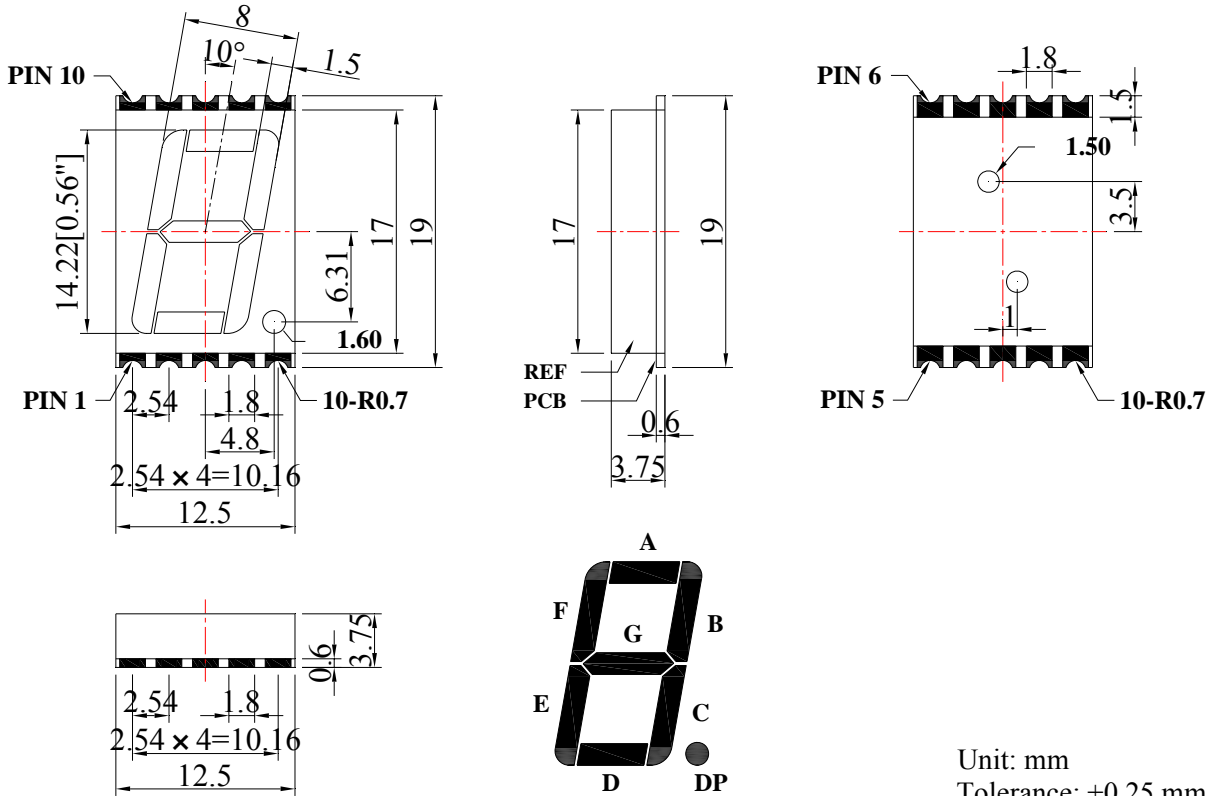 8
10°
1.5
PIN 10
14.22[0.56"]
17
19
6.31
1.60
PIN 1
10-R0.7
2.54
1.8
4.8
2.54 × 4=10.16
12.5
17
19
REF
PCB
0.6
3.75
PIN 6
1.8
1.5
1.50
3.5
1
PIN 5
10-R0.7
3.75
0.6
2.54
1.8
2.54 × 4=10.16
12.5
A
F
B
G
E
C
D
DP
Unit: mm
Tolerance: ±0.25 mm